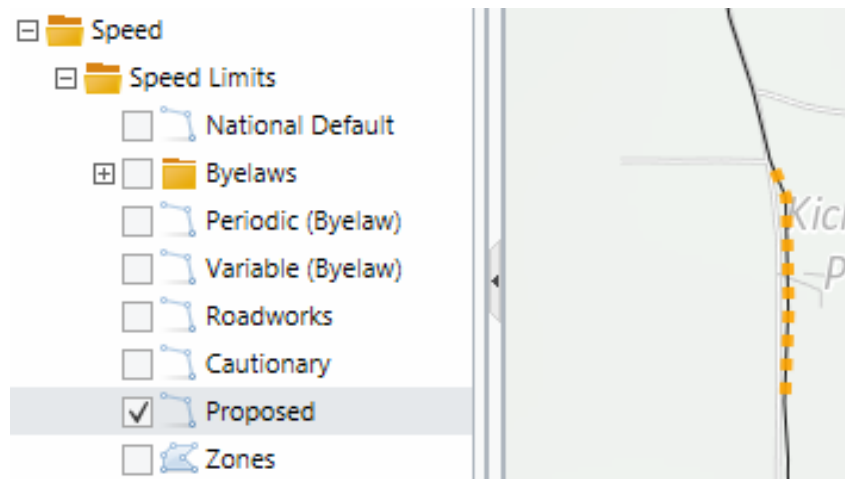 Speed
Speed Limits
National Default
Byelaws
Periodic (Byelaw)
Variable (Byelaw)
Roadworks
Cautionary
Proposed
Zones